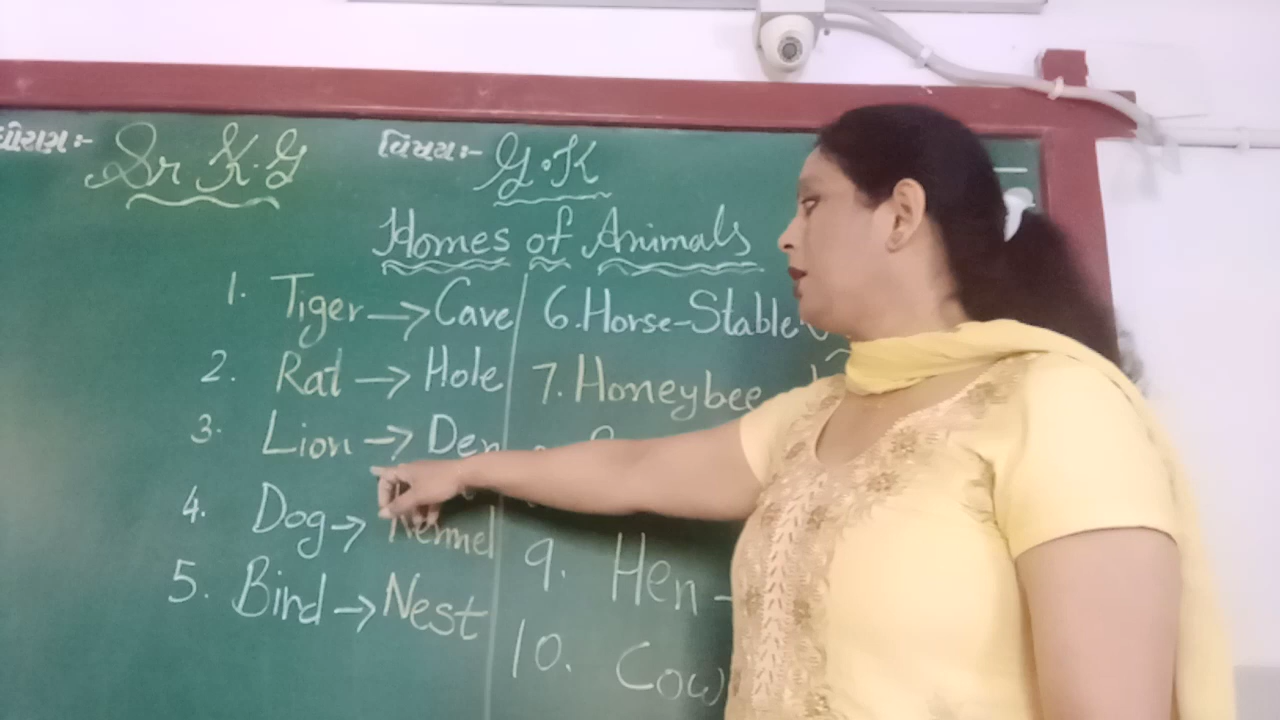 ધોરણ:- Sr K.G
વિષય:- G.K
Homes of Animals
1. Tiger → Cave
2. Rat → Hole
3. Lion → Den
4. Dog → Kennel
5. Bird → Nest
6. Horse - Stable
7. Honeybee
9. Hen -
10. Cow